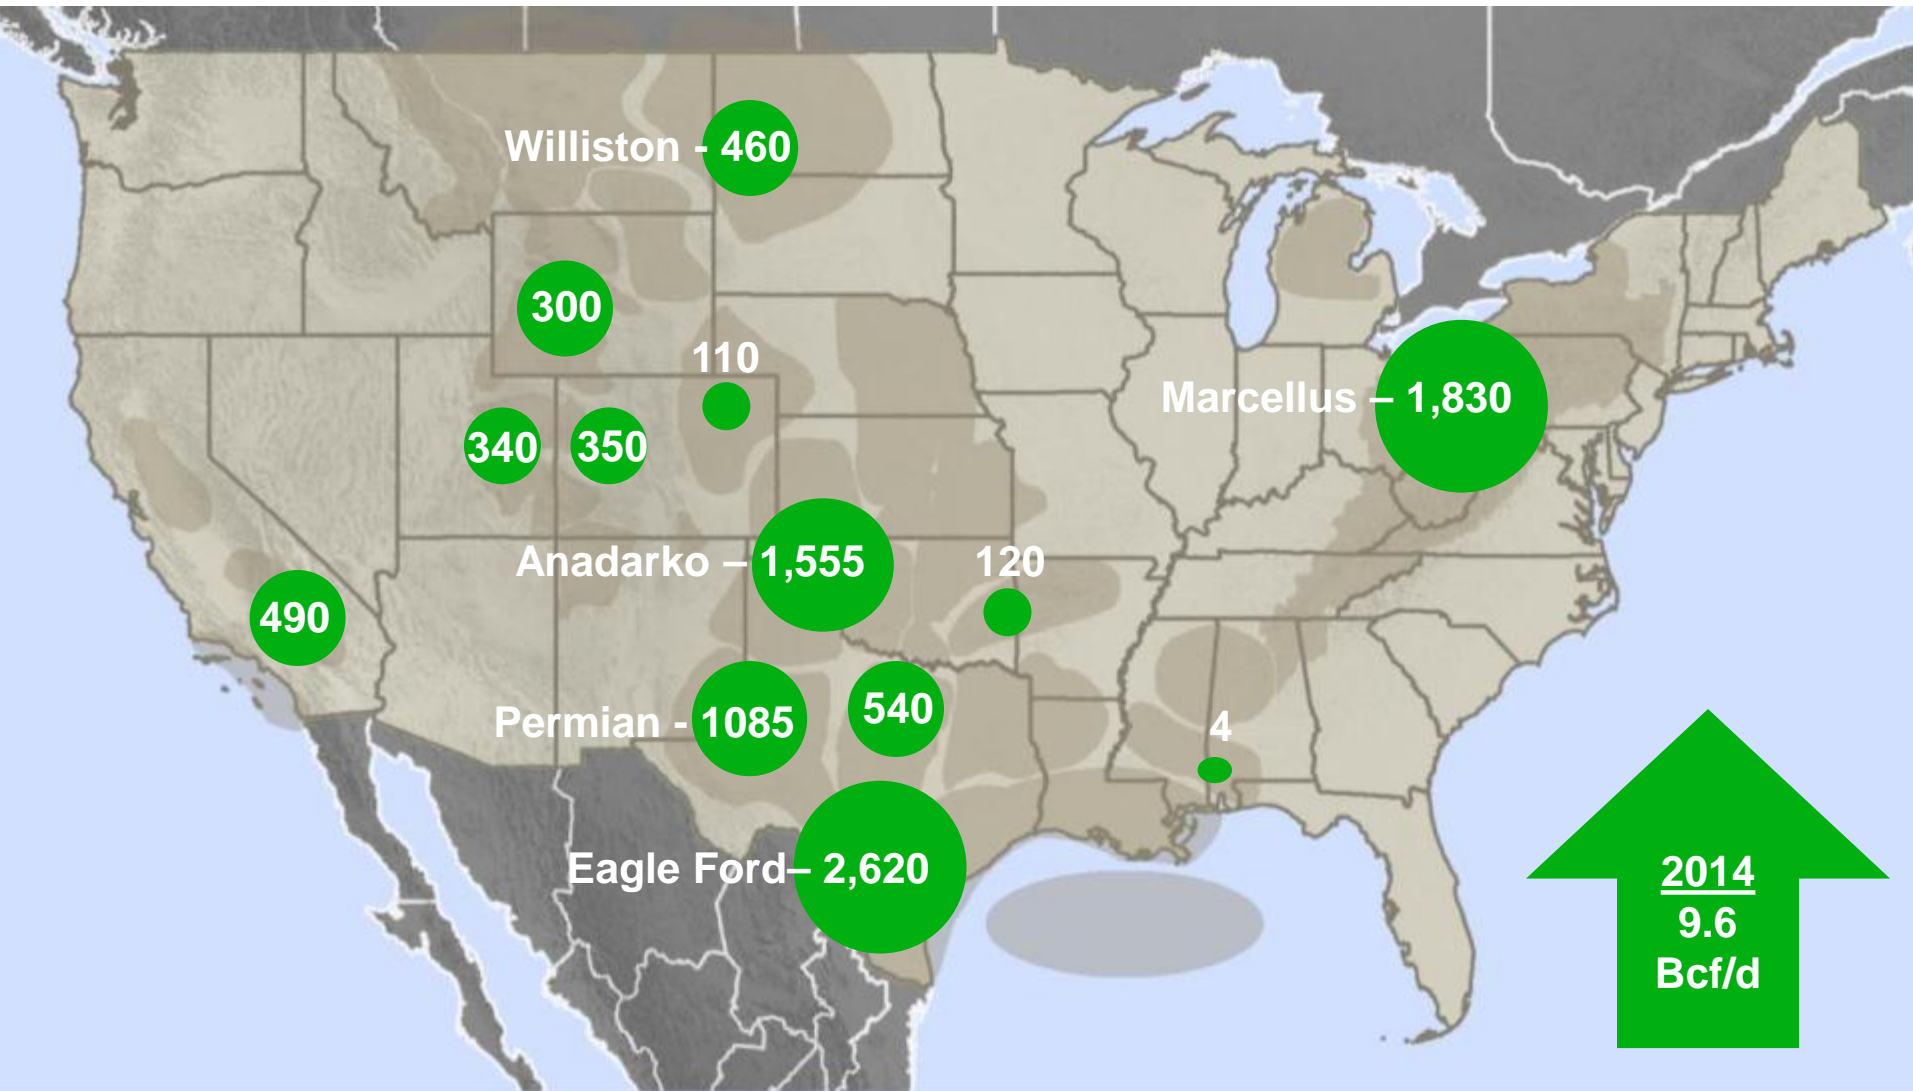 Williston - 460
300
110
Marcellus – 1,830
340
350
Anadarko – 1,555
120
490
Permian - 1085
540
4
Eagle Ford– 2,620
2014
9.6
Bcf/d